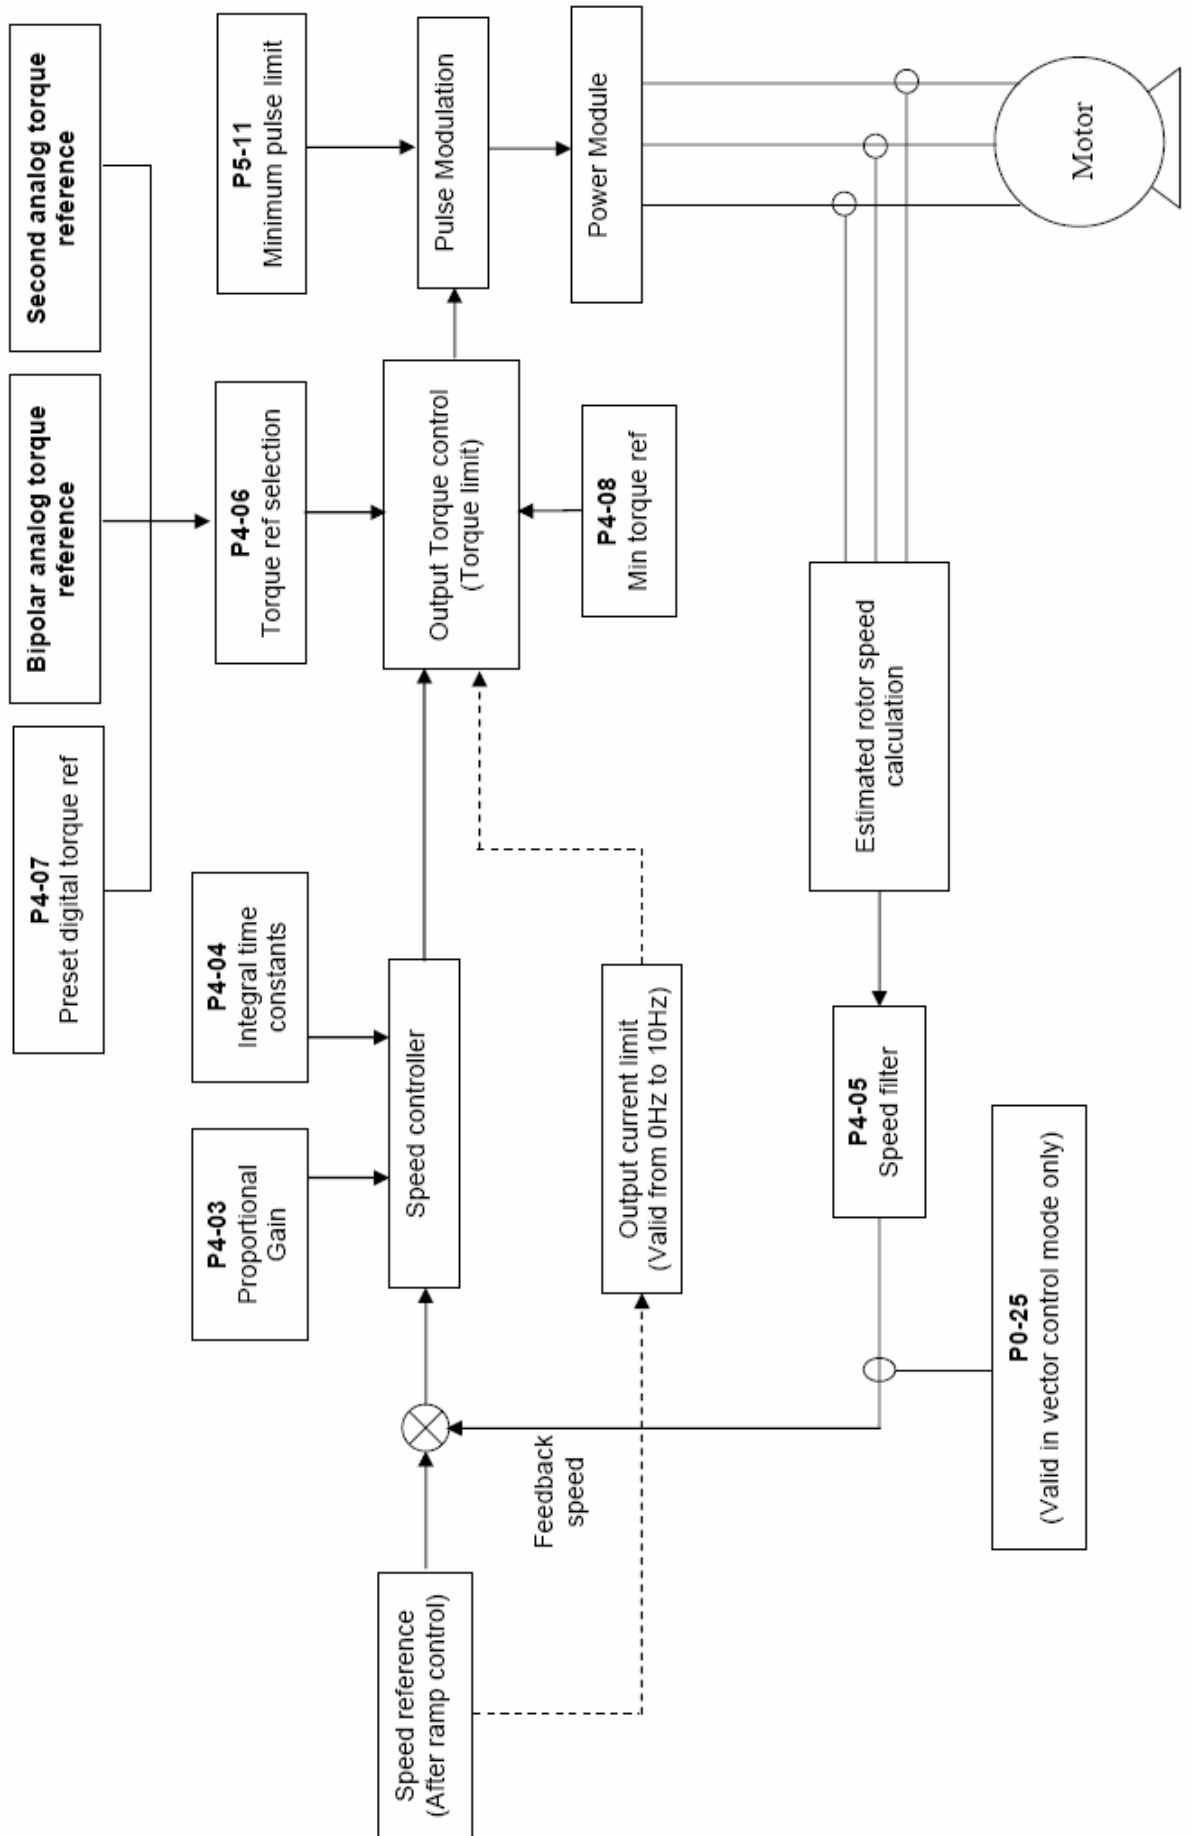 P4-07
Preset digital torque ref
Bipolar analog torque
reference
Second analog torque
reference
P4-03
Proportional
Gain
P4-04
Integral time
constants
P4-06
Torque ref selection
P5-11
Minimum pulse limit
Speed reference
(After ramp control)
Speed controller
Output Torque control
(Torque limit)
Pulse Modulation
Feedback
speed
Output current limit
(Valid from 0Hz to 10Hz)
P4-08
Min torque ref
Power Module
P4-05
Speed filter
Estimated rotor speed
calculation
P0-25
(Valid in vector control mode only)
Motor